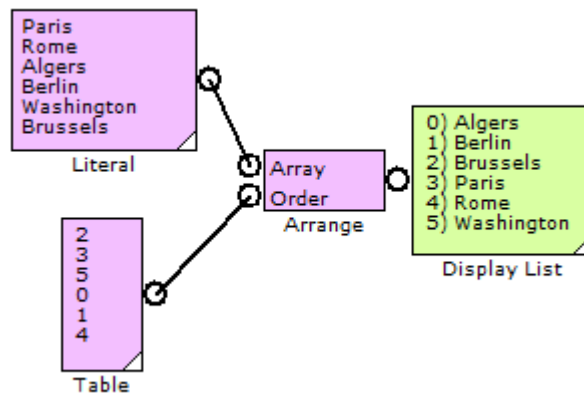 Paris
Rome
Algers
Berlin
Washington
Brussels
Literal
2
3
5
0
1
4
Table
Array
Order
Arrange
0) Algers
1) Berlin
2) Brussels
3) Paris
4) Rome
5) Washington
Display List